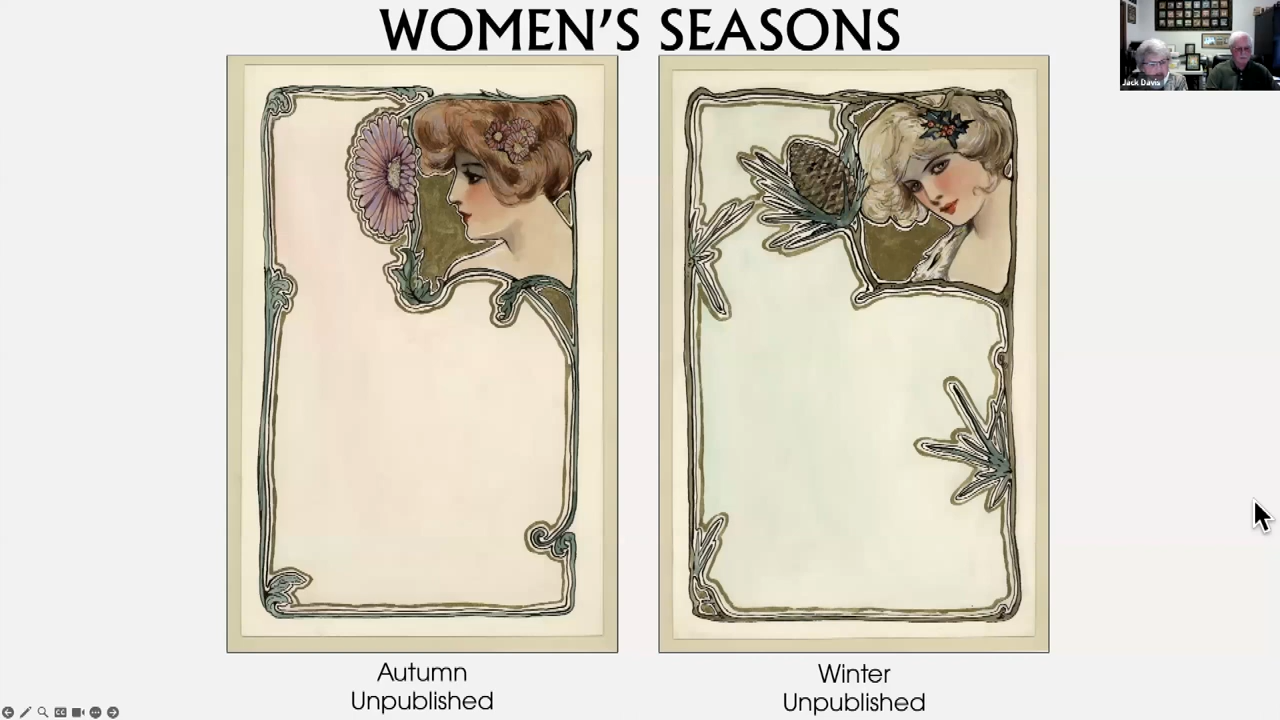 WOMEN'S SEASONS
Jack Davis
Autumn
Unpublished
Winter
Unpublished